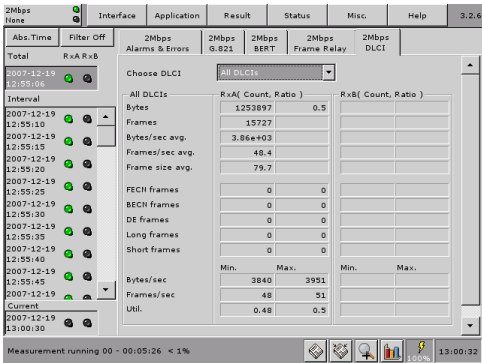 2Mbps None Interface Application Result Status Misc. Help 3.2.6
Abs.Time Filter Off
2Mbps Alarms & Errors
2Mbps G.821
2Mbps BERT
2Mbps Frame Relay
2Mbps DLCI
Total RxA RxB
2007-12-19 12:55:06
Interval
2007-12-19 12:55:10
2007-12-19 12:55:15
2007-12-19 12:55:20
2007-12-19 12:55:25
2007-12-19 12:55:30
2007-12-19 12:55:35
2007-12-19 12:55:40
2007-12-19 12:55:45
2007-12-19
Current
2007-12-19 13:00:30
Choose DLCI All DLCIs
All DLCIs RxA( Count, Ratio ) RxB( Count, Ratio )
Bytes 1253897 0.5
Frames 15727
Bytes/sec avg. 3.86e+03
Frames/sec avg. 48.4
Frame size avg. 79.7
FECN frames 0 0
BECN frames 0 0
DE frames 0 0
Long frames 0 0
Short frames 0 0
Min. Max. Min. Max.
Bytes/sec 3840 3951
Frames/sec 48 51
Util. 0.48 0.5
Measurement running 00 - 00:05:26 < 1%
100%
13:00:32